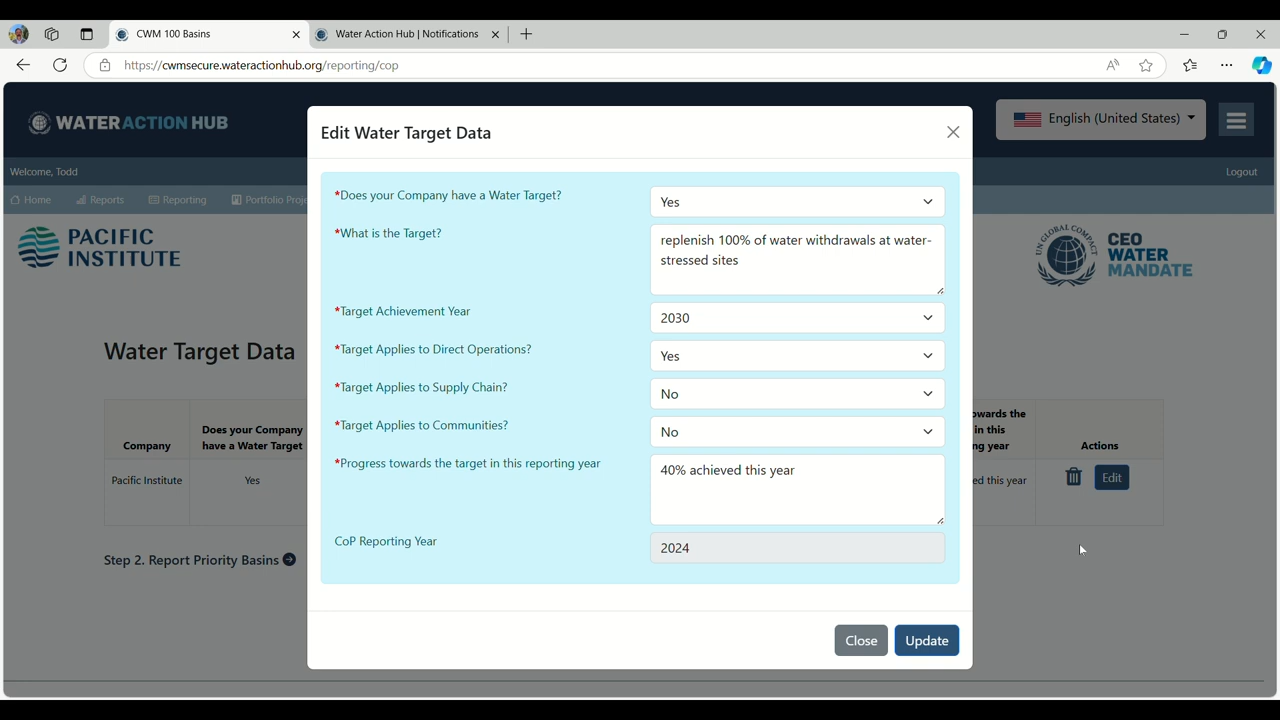 CWM 100 Basins
Water Action Hub | Notifications
https://cwmsecure.wateractionhub.org/reporting/cop
WATER ACTION HUB
English (United States)
Welcome, Todd
Logout
Home
Reports
Reporting
Portfolio Proje
PACIFIC
INSTITUTE
UN GLOBAL COMPACT
CEO
WATER
MANDATE
Edit Water Target Data
*Does your Company have a Water Target?
Yes
*What is the Target?
replenish 100% of water withdrawals at water-
stressed sites
*Target Achievement Year
2030
*Target Applies to Direct Operations?
Yes
*Target Applies to Supply Chain?
No
*Target Applies to Communities?
No
*Progress towards the target in this reporting year
40% achieved this year
CoP Reporting Year
2024
Close
Update
Water Target Data
Company
Does your Company
have a Water Target
owards the
in this
ng year
Actions
Pacific Institute
Yes
ed this year
Edit
Step 2. Report Priority Basins